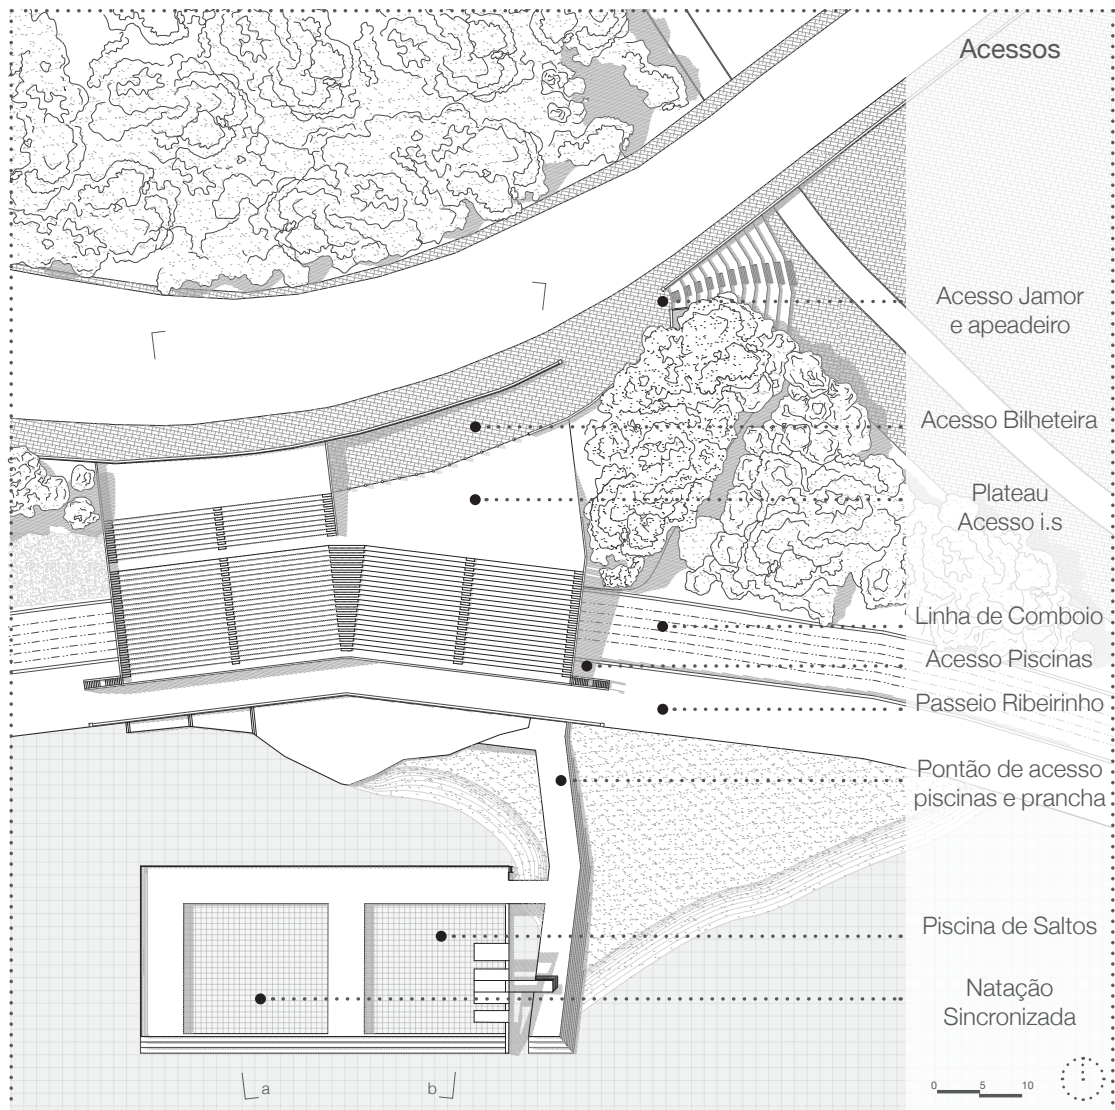 Acessos
Acesso Jamor
e apeadeiro
Acesso Bilheteira
Plateau
Acesso i.s
Linha de Comboio
Acesso Piscinas
Passeio Ribeirinho
Pontão de acesso
piscinas e prancha
Piscina de Saltos
Natação
Sincronizada
a
b
0 5 10